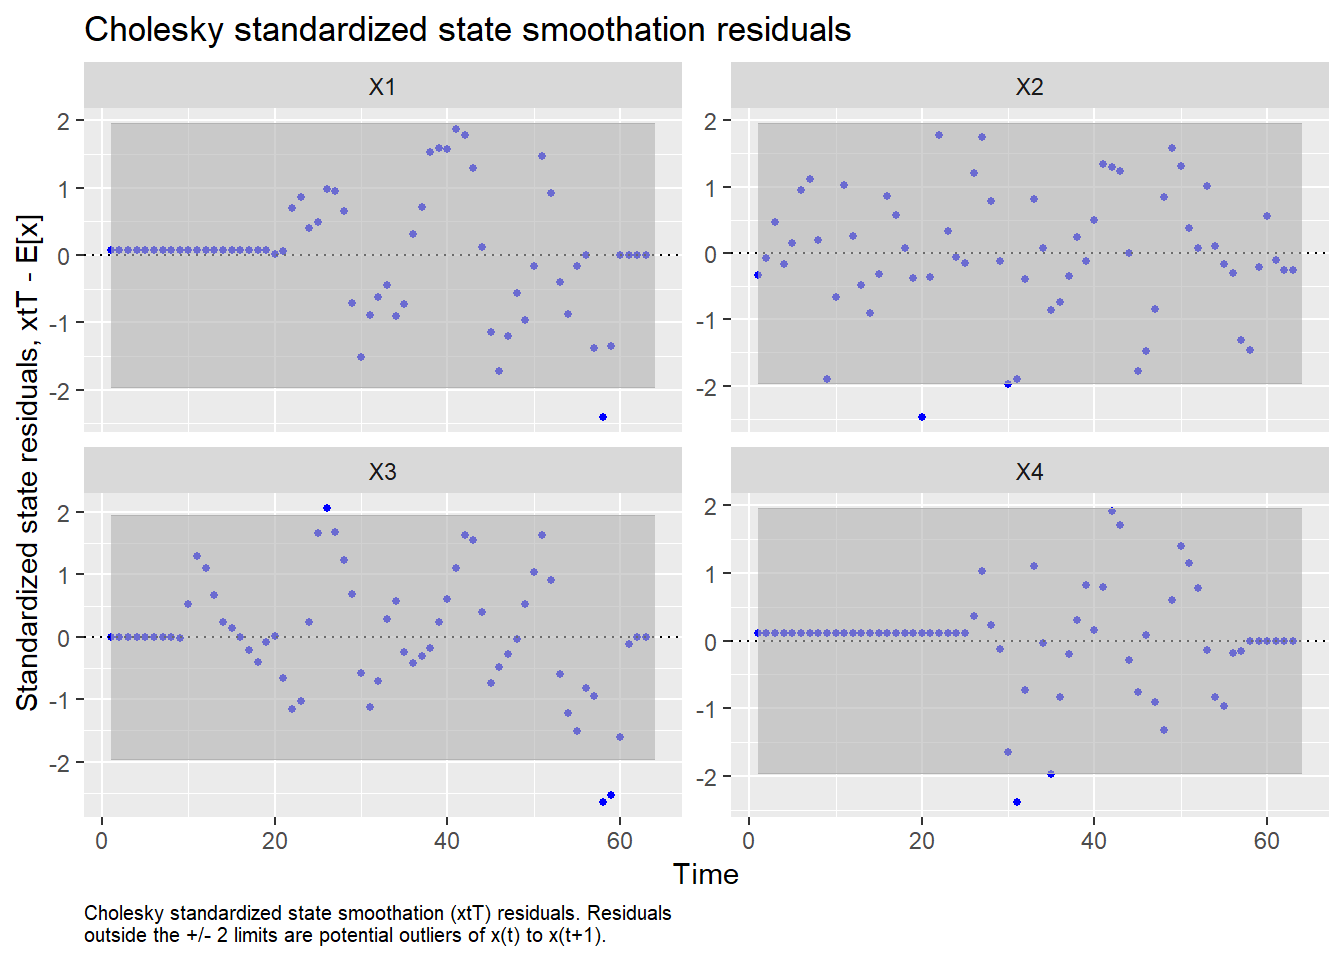 Cholesky standardized state smoothation residuals
X1
X2
2
1
0
-1
-2
2
1
0
-1
-2
Standardized state residuals, xtT - E[x]
X3
X4
2
1
0
-1
-2
2
1
0
-1
-2
0 20 40 60
0 20 40 60
Time
Cholesky standardized state smoothation (xtT) residuals. Residuals
outside the +/- 2 limits are potential outliers of x(t) to x(t+1).